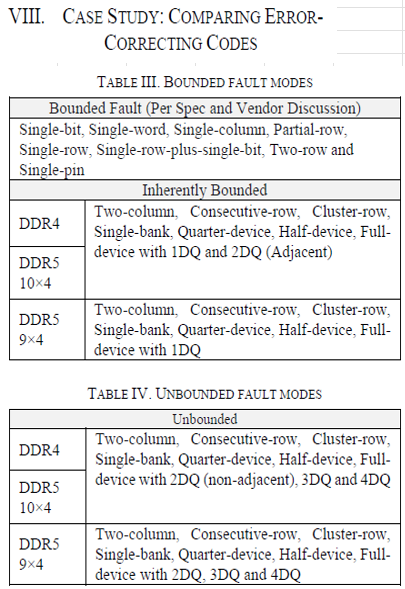 VIII. CASE STUDY: COMPARING ERROR-
CORRECTING CODES
TABLE III. BOUNDED FAULT MODES
Bounded Fault (Per Spec and Vendor Discussion)
Single-bit, Single-word, Single-column, Partial-row,
Single-row, Single-row-plus-single-bit, Two-row and
Single-pin
Inherently Bounded
DDR4
DDR5
10×4
Two-column, Consecutive-row, Cluster-row,
Single-bank, Quarter-device, Half-device, Full-
device with 1DQ and 2DQ (Adjacent)
DDR5
9×4
Two-column, Consecutive-row, Cluster-row,
Single-bank, Quarter-device, Half-device, Full-
device with 1DQ
TABLE IV. UNBOUNDED FAULT MODES
Unbounded
DDR4
DDR5
10×4
Two-column, Consecutive-row, Cluster-row,
Single-bank, Quarter-device, Half-device, Full-
device with 2DQ (non-adjacent), 3DQ and 4DQ
DDR5
9×4
Two-column, Consecutive-row, Cluster-row,
Single-bank, Quarter-device, Half-device, Full-
device with 2DQ, 3DQ and 4DQ